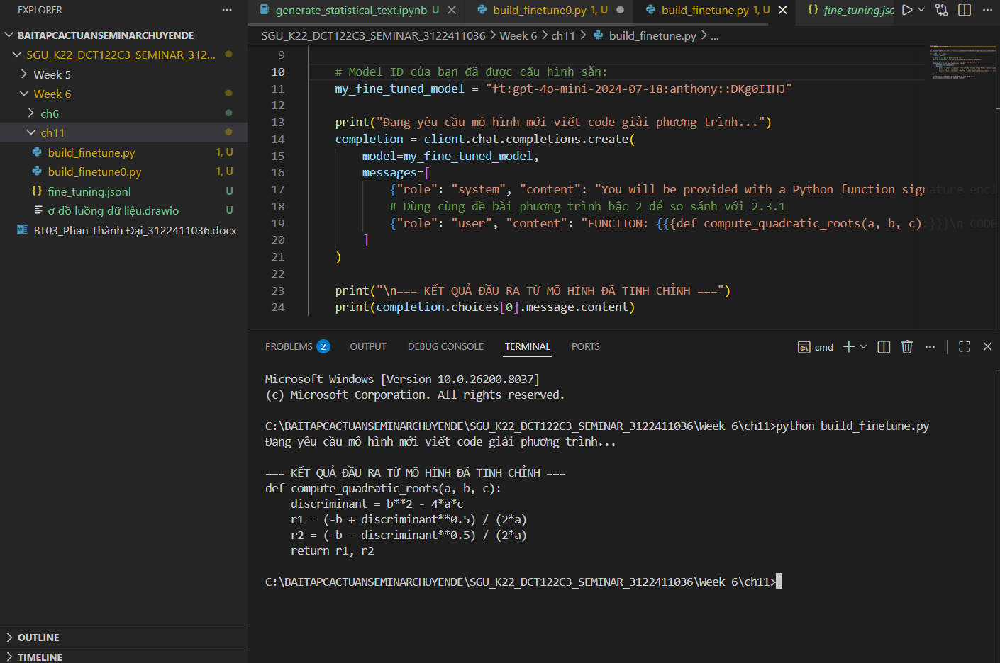 EXPLORER
BAITAPCACTUANSEMINARCHUYENDE
SGU_K22_DCT122C3_SEMINAR_312...
Week 5
Week 6
ch6
ch11
build_finetune.py 1, U
build_finetune0.py 1, U
fine_tuning.jsonl U
ơ đồ luồng dữ liệu.drawio U
BT03_Phan Thành Đại_3122411036.docx
OUTLINE
TIMELINE
generate_statistical_text.ipynb U
build_finetune0.py 1, U
build_finetune.py 1, U
fine_tuning.jsc
SGU_K22_DCT122C3_SEMINAR_3122411036 > Week 6 > ch11 > build_finetune.py > ...
9
10 # Model ID của bạn đã được cấu hình sẵn:
11 my_fine_tuned_model = "ft:gpt-4o-mini-2024-07-18:anthony::DKg0IIHJ"
12
13 print("Đang yêu cầu mô hình mới viết code giải phương trình...")
14 completion = client.chat.completions.create(
15 model=my_fine_tuned_model,
16 messages=[
17 {"role": "system", "content": "You will be provided with a Python function signature encl
18 # Dùng cùng đề bài phương trình bậc 2 để so sánh với 2.3.1
19 {"role": "user", "content": "FUNCTION: {{{def compute_quadratic_roots(a, b, c):}}}\n CODE
20 ]
21 )
22
23 print("\n=== KẾT QUẢ ĐẦU RA TỪ MÔ HÌNH ĐÃ TINH CHỈNH ===")
24 print(completion.choices[0].message.content)
PROBLEMS 2 OUTPUT DEBUG CONSOLE TERMINAL PORTS
cmd
Microsoft Windows [Version 10.0.26200.8037]
(c) Microsoft Corporation. All rights reserved.
C:\BAITAPCACTUANSEMINARCHUYENDE\SGU_K22_DCT122C3_SEMINAR_3122411036\Week 6\ch11>python build_finetune.py
Đang yêu cầu mô hình mới viết code giải phương trình...
=== KẾT QUẢ ĐẦU RA TỪ MÔ HÌNH ĐÃ TINH CHỈNH ===
def compute_quadratic_roots(a, b, c):
discriminant = b**2 - 4*a*c
r1 = (-b + discriminant**0.5) / (2*a)
r2 = (-b - discriminant**0.5) / (2*a)
return r1, r2
C:\BAITAPCACTUANSEMINARCHUYENDE\SGU_K22_DCT122C3_SEMINAR_3122411036\Week 6\ch11>